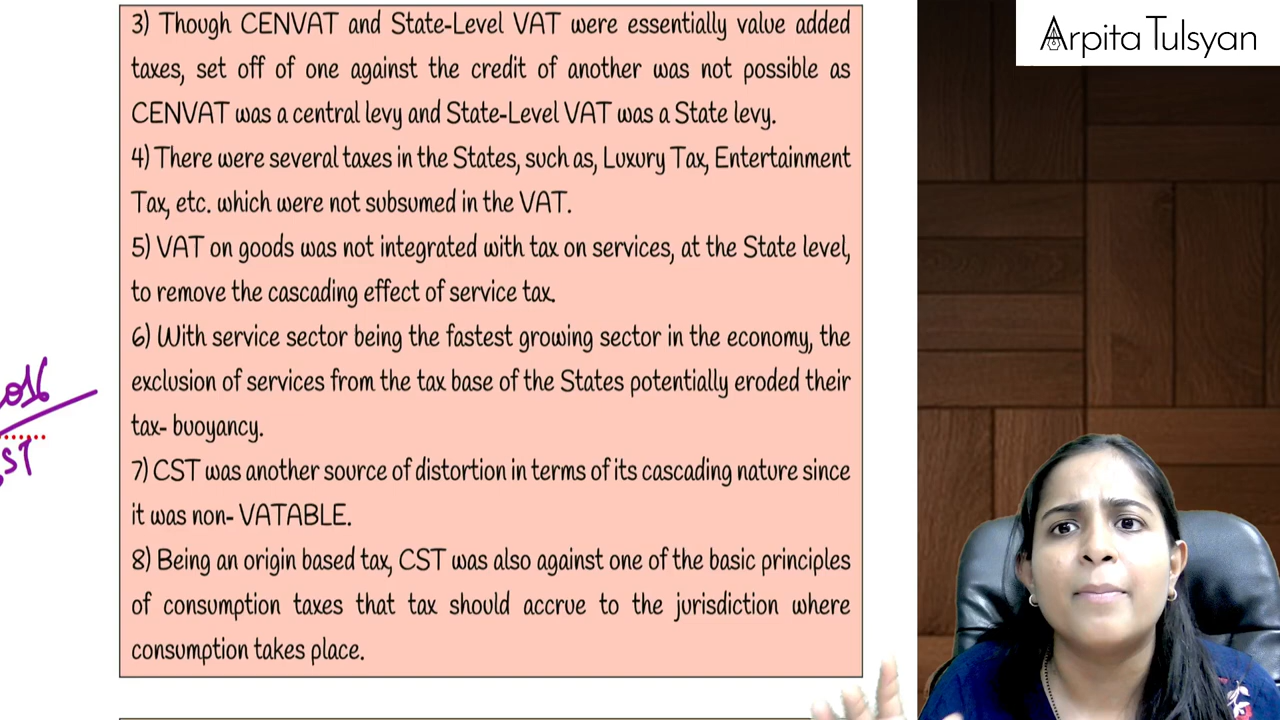 Arpita Tulsyan
3) Though CENVAT and State-Level VAT were essentially value added
taxes, set off of one against the credit of another was not possible as
CENVAT was a central levy and State-Level VAT was a State levy.
4) There were several taxes in the States, such as, Luxury Tax, Entertainment
Tax, etc. which were not subsumed in the VAT.
5) VAT on goods was not integrated with tax on services, at the State level,
to remove the cascading effect of service tax.
6) With service sector being the fastest growing sector in the economy, the
exclusion of services from the tax base of the States potentially eroded their
tax- buoyancy.
7) CST was another source of distortion in terms of its cascading nature since
it was non- VATABLE.
8) Being an origin based tax, CST was also against one of the basic principles
of consumption taxes that tax should accrue to the jurisdiction where
consumption takes place.